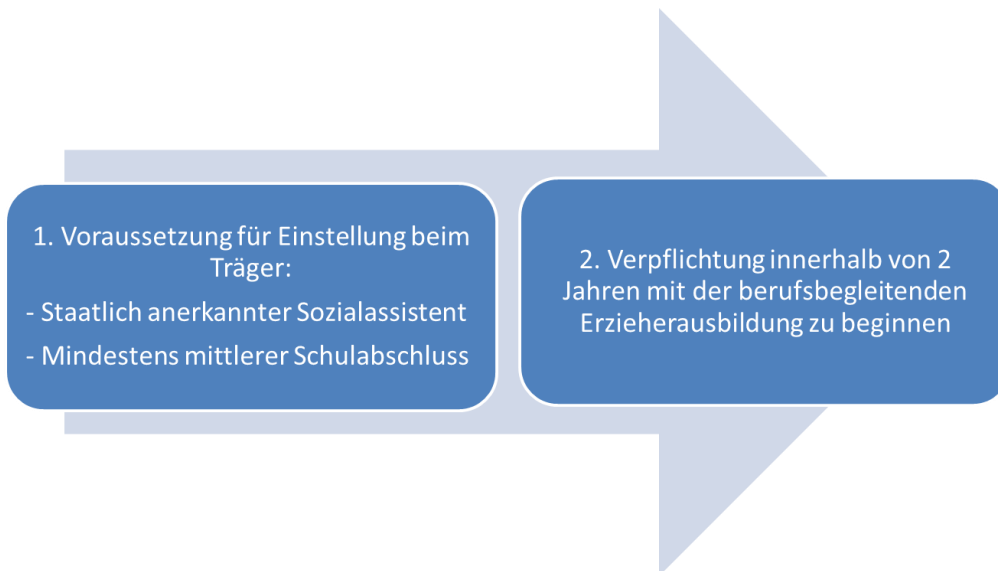 1. Voraussetzung für Einstellung beim
Träger:
- Staatlich anerkannter Sozialassistent
- Mindestens mittlerer Schulabschluss
2. Verpflichtung innerhalb von 2
Jahren mit der berufsbegleitenden
Erzieherausbildung zu beginnen